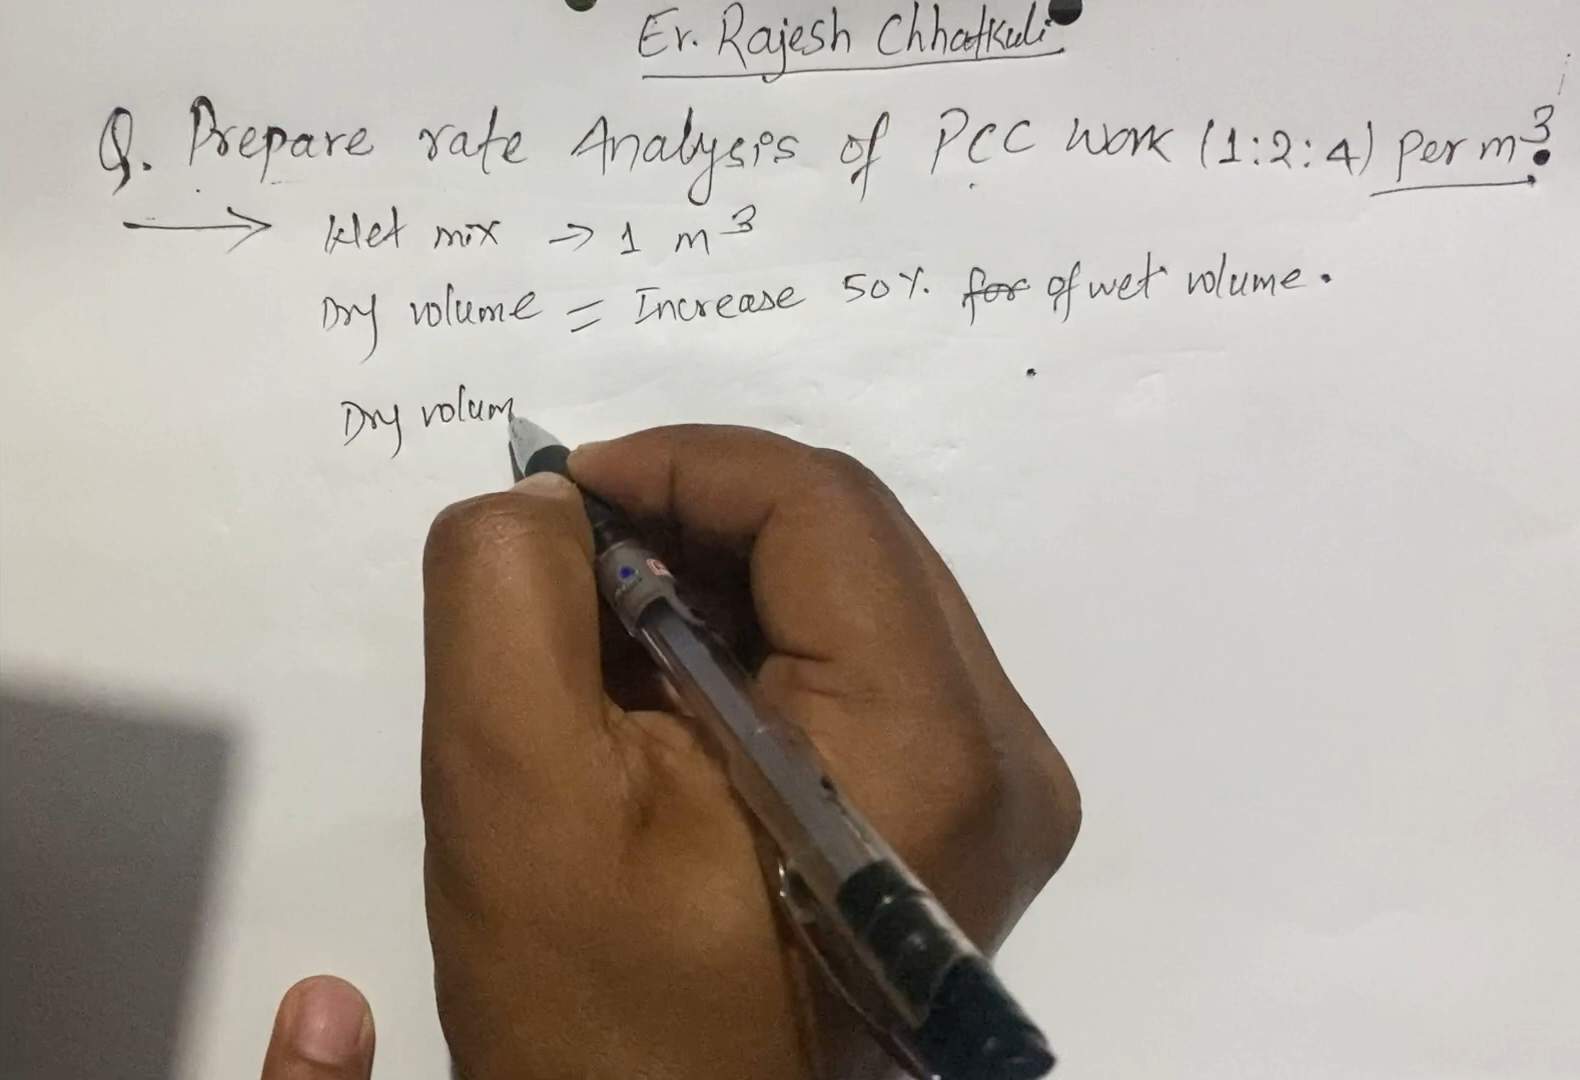 Er. Rajesh Chhatkuli
Q. Prepare rate Analysis of PCC work (1:2:4) per m³.
→ Wet mix → 1 m³
Dry volume = Increase 50% for of wet volume.
Dry volum